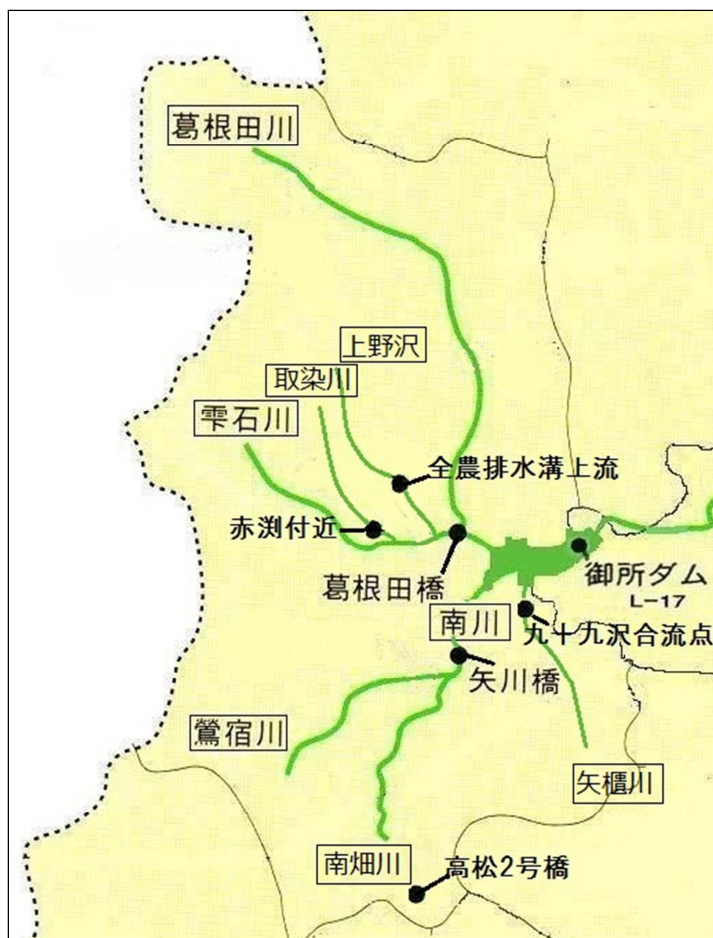 葛根田川
上野沢
取染川
雫石川
全農排水溝上流
赤渕付近
葛根田橋
御所ダム
L-17
南川
九十九沢合流点
矢川橋
鶯宿川
矢櫃川
南畑川
高松2号橋